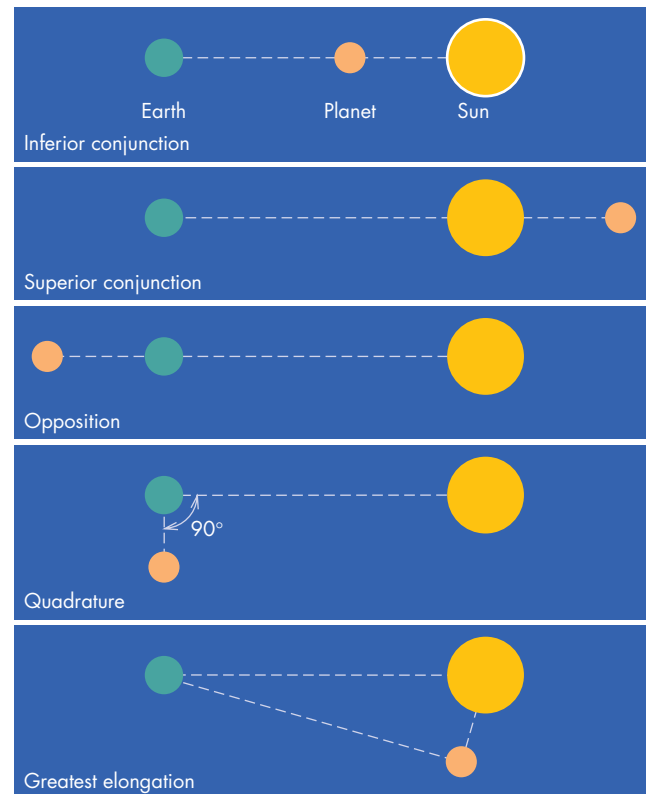 Earth Planet Sun
Inferior conjunction
Superior conjunction
Opposition
90°
Quadrature
Greatest elongation